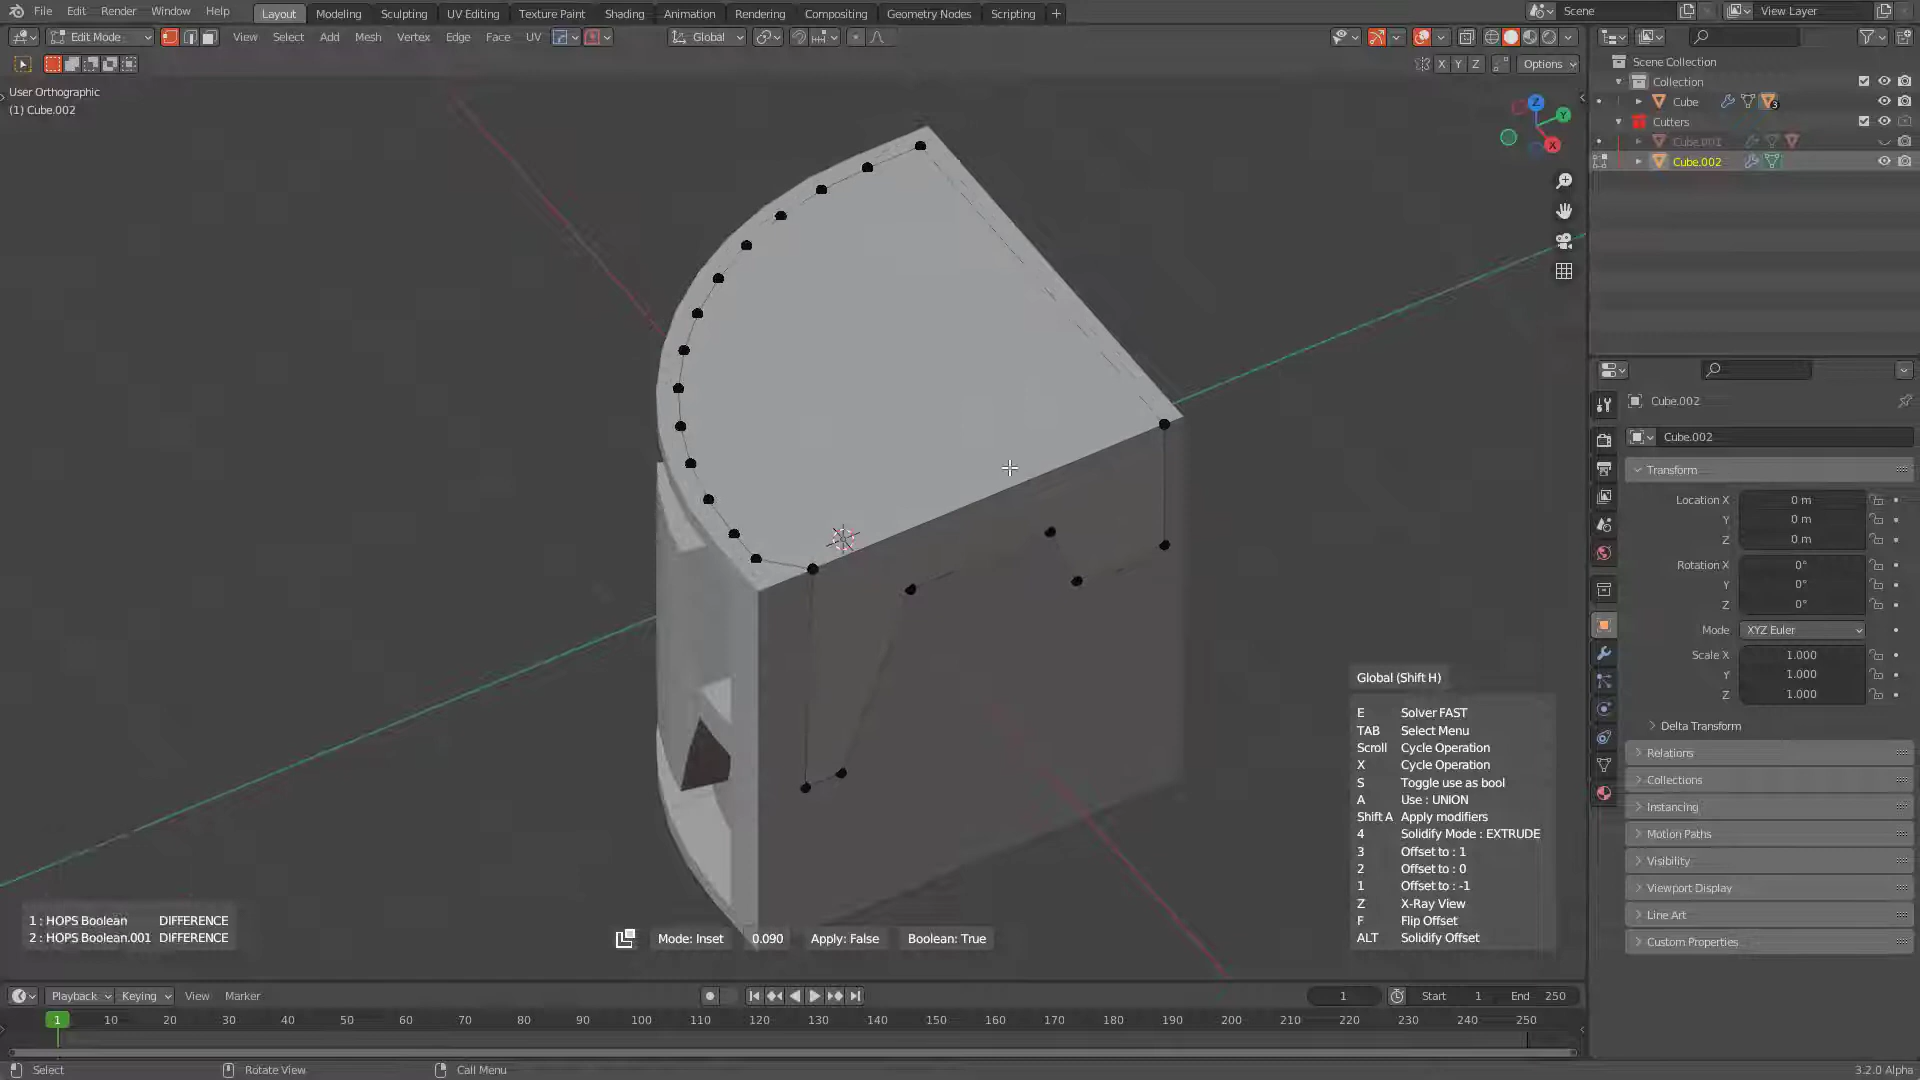 File Edit Render Window Help Layout Modeling Sculpting UV Editing Texture Paint Shading Animation Rendering Compositing Geometry Nodes Scripting + Scene View Layer
Edit Mode View Select Add Mesh Vertex Edge Face UV Global
X Y Z Options
User Orthographic
(1) Cube.002
Z
Y
X
Scene Collection
Collection
Cube 3
Cutters
Cube.001
Cube.002
Cube.002
Cube.002
Transform
Location X 0 m
Y 0 m
Z 0 m
Rotation X 0°
Y 0°
Z 0°
Mode XYZ Euler
Scale X 1.000
Y 1.000
Z 1.000
Delta Transform
Relations
Collections
Instancing
Motion Paths
Visibility
Viewport Display
Line Art
Custom Properties
Global (Shift H)
E Solver FAST
TAB Select Menu
Scroll Cycle Operation
X Cycle Operation
S Toggle use as bool
A Use : UNION
Shift A Apply modifiers
4 Solidify Mode : EXTRUDE
3 Offset to : 1
2 Offset to : 0
1 Offset to : -1
Z X-Ray View
F Flip Offset
ALT Solidify Offset
1 : HOPS Boolean DIFFERENCE
2 : HOPS Boolean.001 DIFFERENCE
Mode: Inset 0.090 Apply: False Boolean: True
Playback Keying View Marker 1 Start 1 End 250
1 10 20 30 40 50 60 70 80 90 100 110 120 130 140 150 160 170 180 190 200 210 220 230 240 250
Select Rotate View Call Menu 3.2.0 Alpha